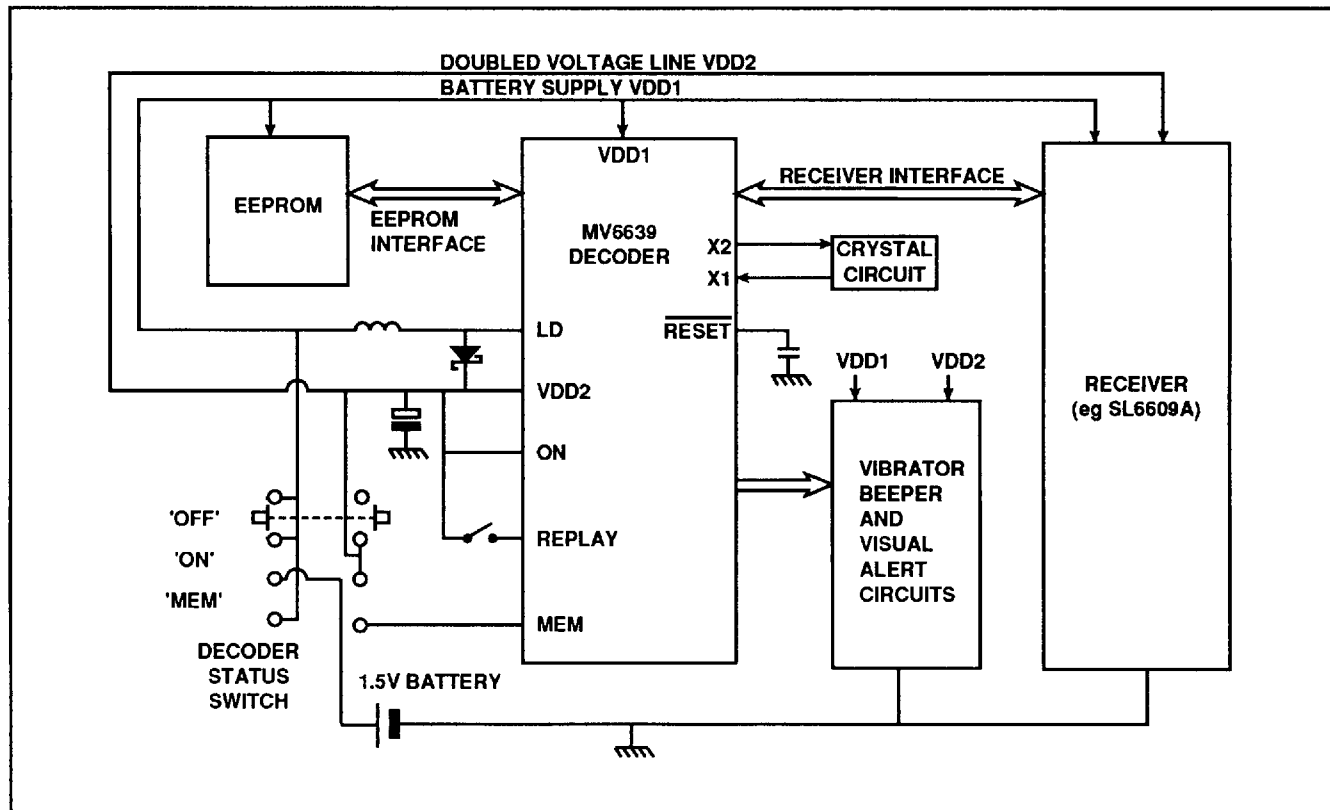 DOUBLED VOLTAGE LINE VDD2
BATTERY SUPPLY VDD1
VDD1
EEPROM
EEPROM
INTERFACE
MV6639
DECODER
RECEIVER INTERFACE
X2
X1
CRYSTAL
CIRCUIT
LD
RESET
VDD2
VDD1
VDD2
RECEIVER
(eg SL6609A)
ON
VIBRATOR
BEEPER
AND
VISUAL
ALERT
CIRCUITS
'OFF'
REPLAY
'ON'
'MEM'
MEM
DECODER
STATUS
SWITCH
1.5V BATTERY